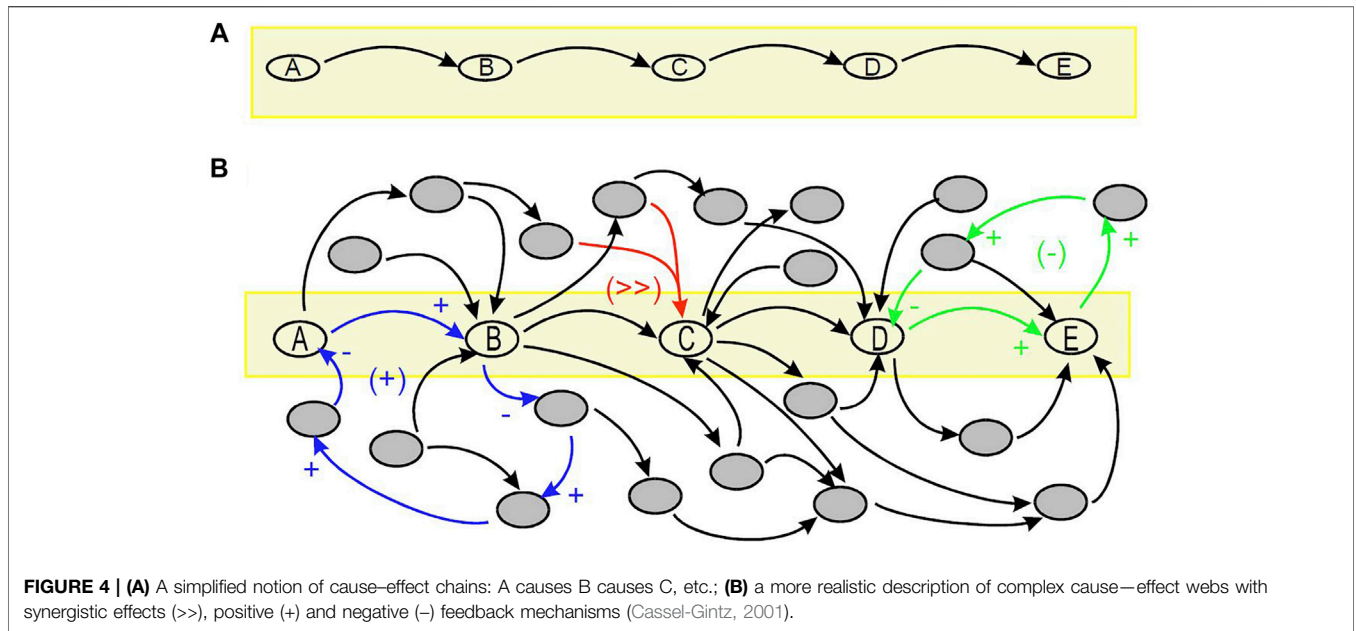 A
A B C D E
B
+ (>>) + (-) +
A B C D E
- (+) - - +
+ +
FIGURE 4 | (A) A simplified notion of cause–effect chains: A causes B causes C, etc.; (B) a more realistic description of complex cause—effect webs with
synergistic effects (>>), positive (+) and negative (–) feedback mechanisms (Cassel-Gintz, 2001).